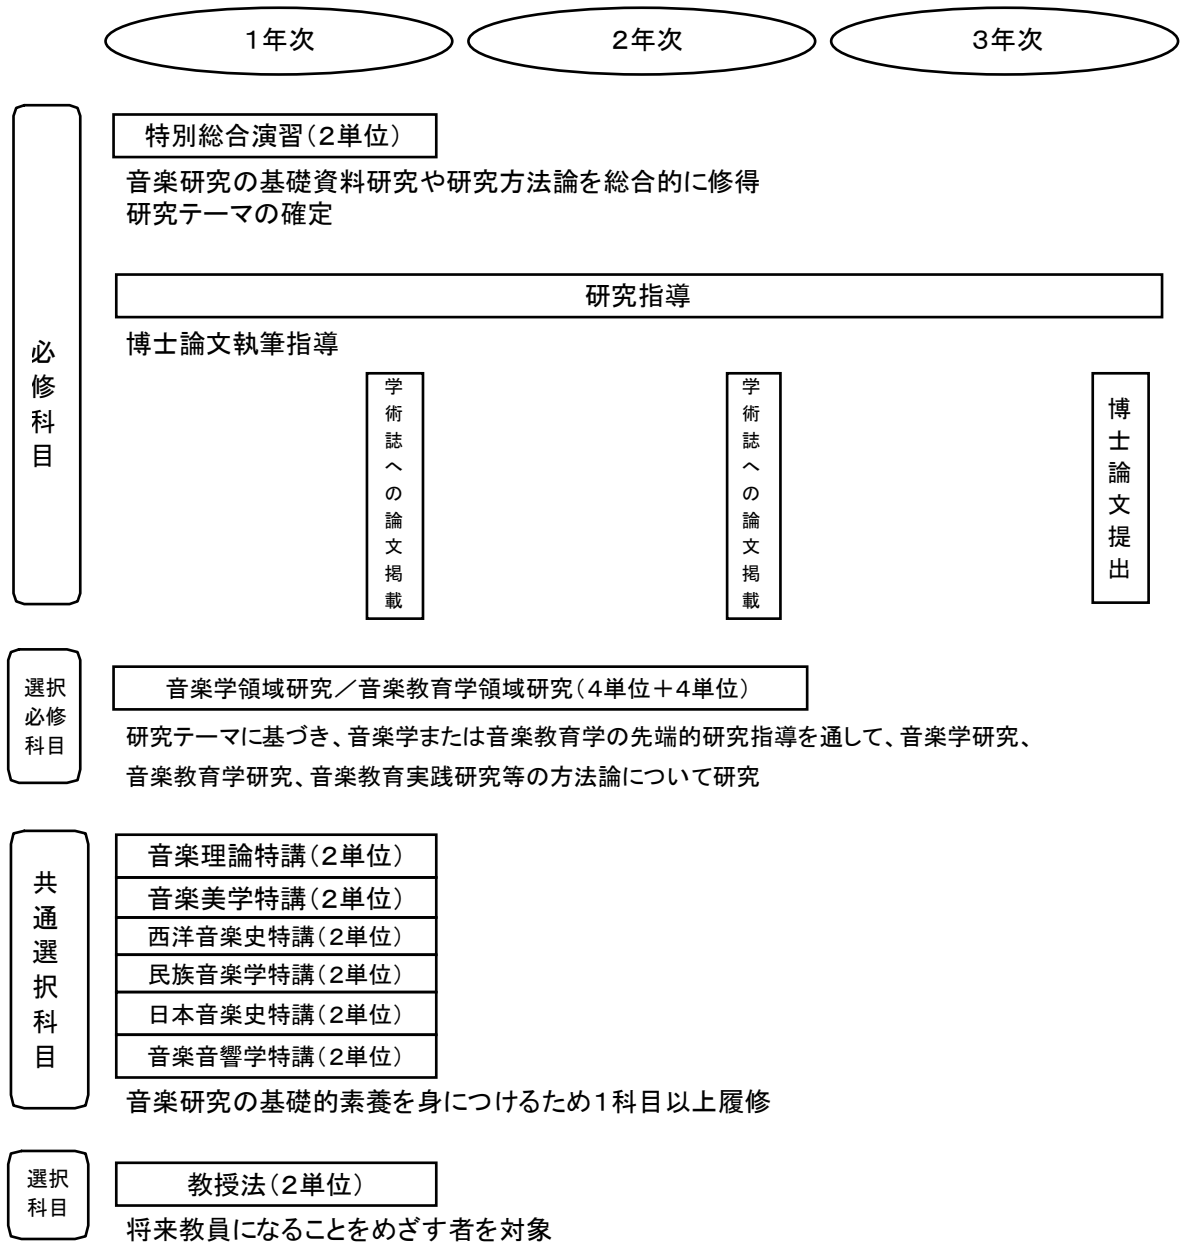 １年次
２年次
３年次
必修科目
特別総合演習（２単位）
音楽研究の基礎資料研究や研究方法論を総合的に修得
研究テーマの確定
研究指導
博士論文執筆指導
学術誌への論文掲載
学術誌への論文掲載
博士論文提出
選択
必修
科目
音楽学領域研究／音楽教育学領域研究（４単位＋４単位）
研究テーマに基づき、音楽学または音楽教育学の先端的研究指導を通して、音楽学研究、
音楽教育学研究、音楽教育実践研究等の方法論について研究
共通選択科目
音楽理論特講（２単位）
音楽美学特講（２単位）
西洋音楽史特講（２単位）
民族音楽学特講（２単位）
日本音楽史特講（２単位）
音楽音響学特講（２単位）
音楽研究の基礎的素養を身につけるため１科目以上履修
選択
科目
教授法（２単位）
将来教員になることをめざす者を対象